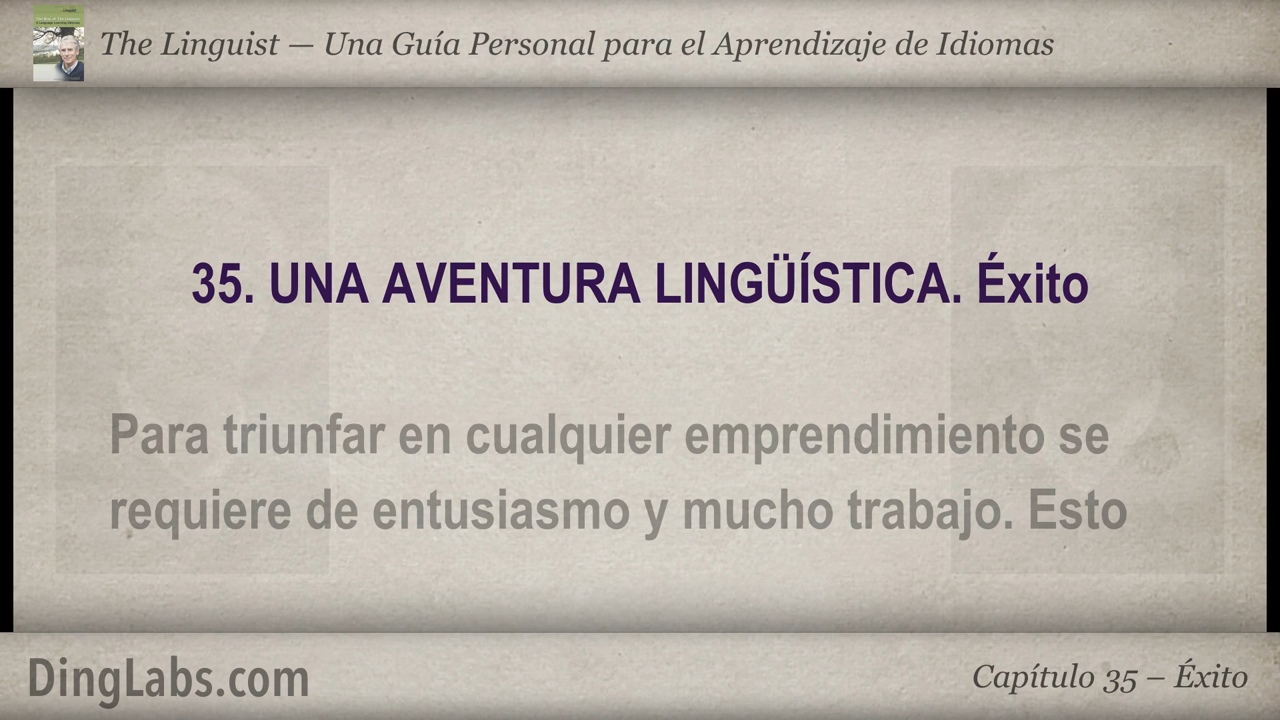 The Linguist — Una Guía Personal para el Aprendizaje de Idiomas
35. UNA AVENTURA LINGÜÍSTICA. Éxito
Para triunfar en cualquier emprendimiento se
requiere de entusiasmo y mucho trabajo. Esto
DingLabs.com
Capítulo 35 – Éxito